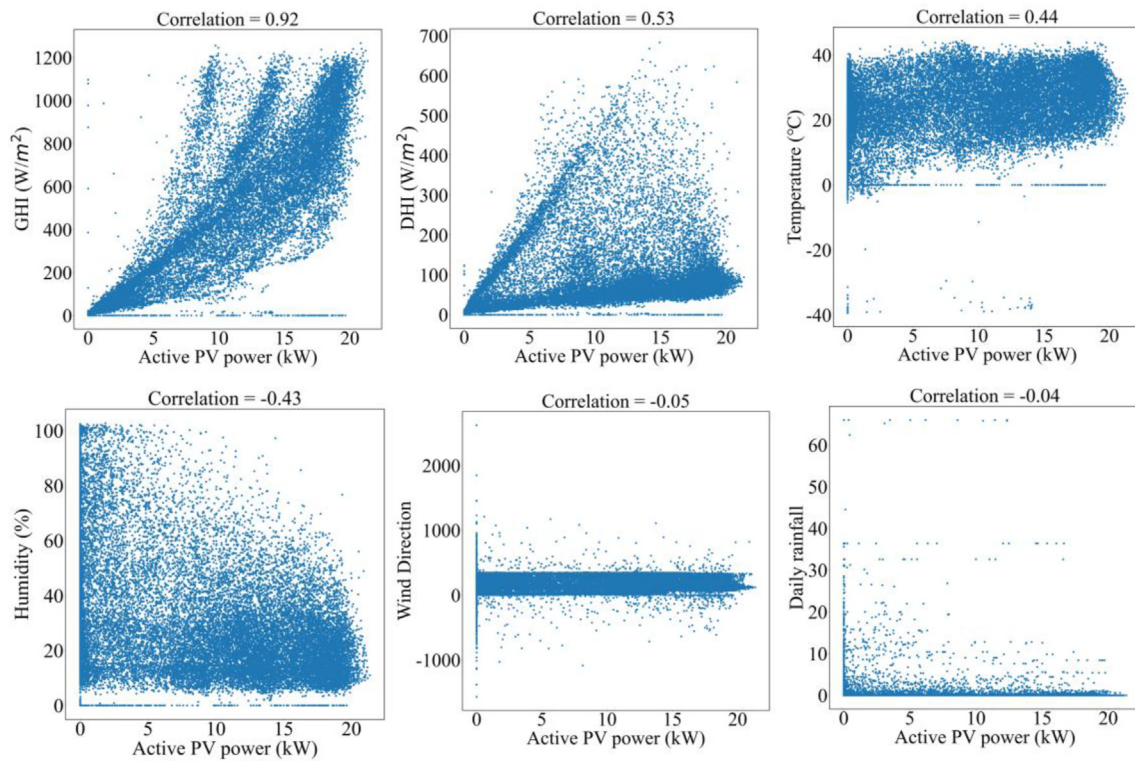 Correlation = 0.92
GHI (W/m²)
1200
1000
800
600
400
200
0
0 5 10 15 20
Active PV power (kW)
Correlation = 0.53
DHI (W/m²)
700
600
500
400
300
200
100
0
0 5 10 15 20
Active PV power (kW)
Correlation = 0.44
Temperature (°C)
40
20
0
-20
-40
0 5 10 15 20
Active PV power (kW)
Correlation = -0.43
Humidity (%)
100
80
60
40
20
0
0 5 10 15 20
Active PV power (kW)
Correlation = -0.05
Wind Direction
2000
1000
0
-1000
0 5 10 15 20
Active PV power (kW)
Correlation = -0.04
Daily rainfall
60
50
40
30
20
10
0
0 5 10 15 20
Active PV power (kW)